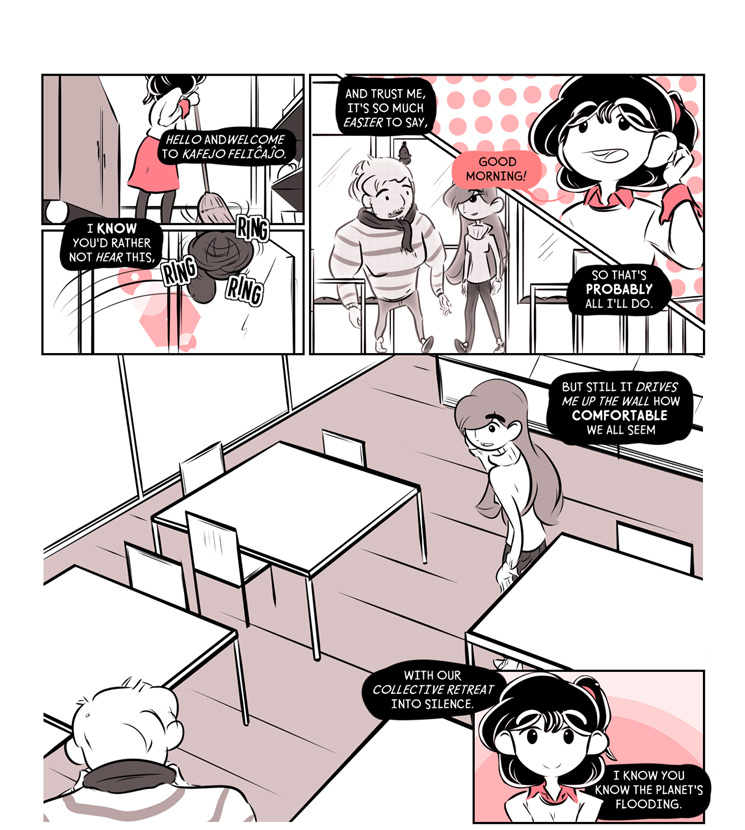 HELLO AND WELCOME
TO KAFEJO FELIĈAĴO.
I KNOW
YOU'D RATHER
NOT HEAR THIS,
RING
RING
RING
AND TRUST ME,
IT'S SO MUCH
EASIER TO SAY,
GOOD
MORNING!
SO THAT'S
PROBABLY
ALL I'LL DO.
BUT STILL IT DRIVES
ME UP THE WALL HOW
COMFORTABLE
WE ALL SEEM
WITH OUR
COLLECTIVE RETREAT
INTO SILENCE.
I KNOW YOU
KNOW THE PLANET'S
FLOODING.